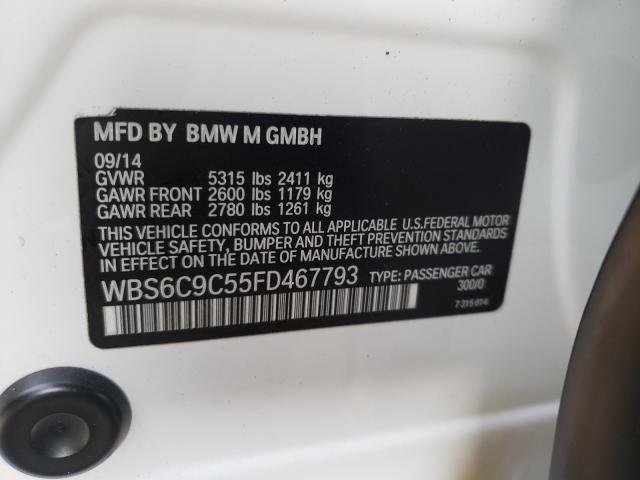 MFD BY BMW M GMBH
09/14
GVWR 5315 lbs 2411 kg
GAWR FRONT 2600 lbs 1179 kg
GAWR REAR 2780 lbs 1261 kg
THIS VEHICLE CONFORMS TO ALL APPLICABLE U.S.FEDERAL MOTOR
VEHICLE SAFETY, BUMPER AND THEFT PREVENTION STANDARDS
IN EFFECT ON THE DATE OF MANUFACTURE SHOWN ABOVE.
WBS6C9C55FD467793 TYPE: PASSENGER CAR
300/0
7 315 814